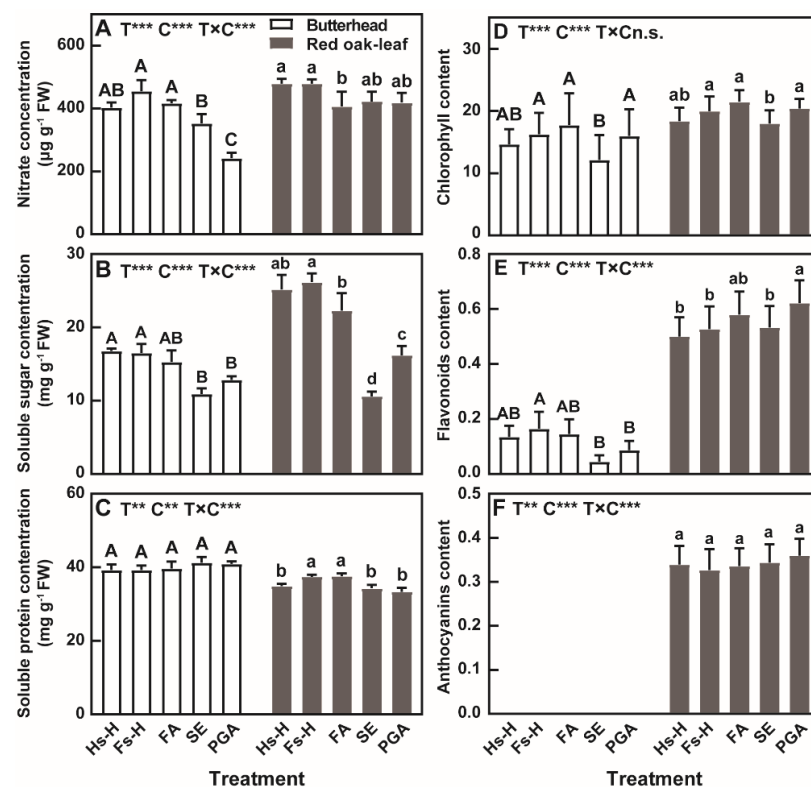 A T*** C*** T×C***
Butterhead
Red oak-leaf
Nitrate concentration
(µg g⁻¹ FW)
600
400
200
0
AB A A B C
a a b ab ab
B T*** C*** T×C***
Soluble sugar concentration
(mg g⁻¹ FW)
30
20
10
0
A A AB B B
ab a b d c
C T** C** T×C***
Soluble protein contentration
(mg g⁻¹ FW)
60
40
20
0
A A A A A
b a a b b
Hs-H Fs-H FA SE PGA
Hs-H Fs-H FA SE PGA
Treatment
D T*** C*** T×Cn.s.
Chlorophyll content
30
20
10
0
AB A A B A
ab a a b a
E T*** C*** T×C***
Flavonoids content
0.8
0.6
0.4
0.2
0.0
AB A AB B B
b b ab b a
F T** C*** T×C***
Anthocyanins content
0.5
0.4
0.3
0.2
0.1
0.0
a a a a a
Hs-H Fs-H FA SE PGA
Hs-H Fs-H FA SE PGA
Treatment